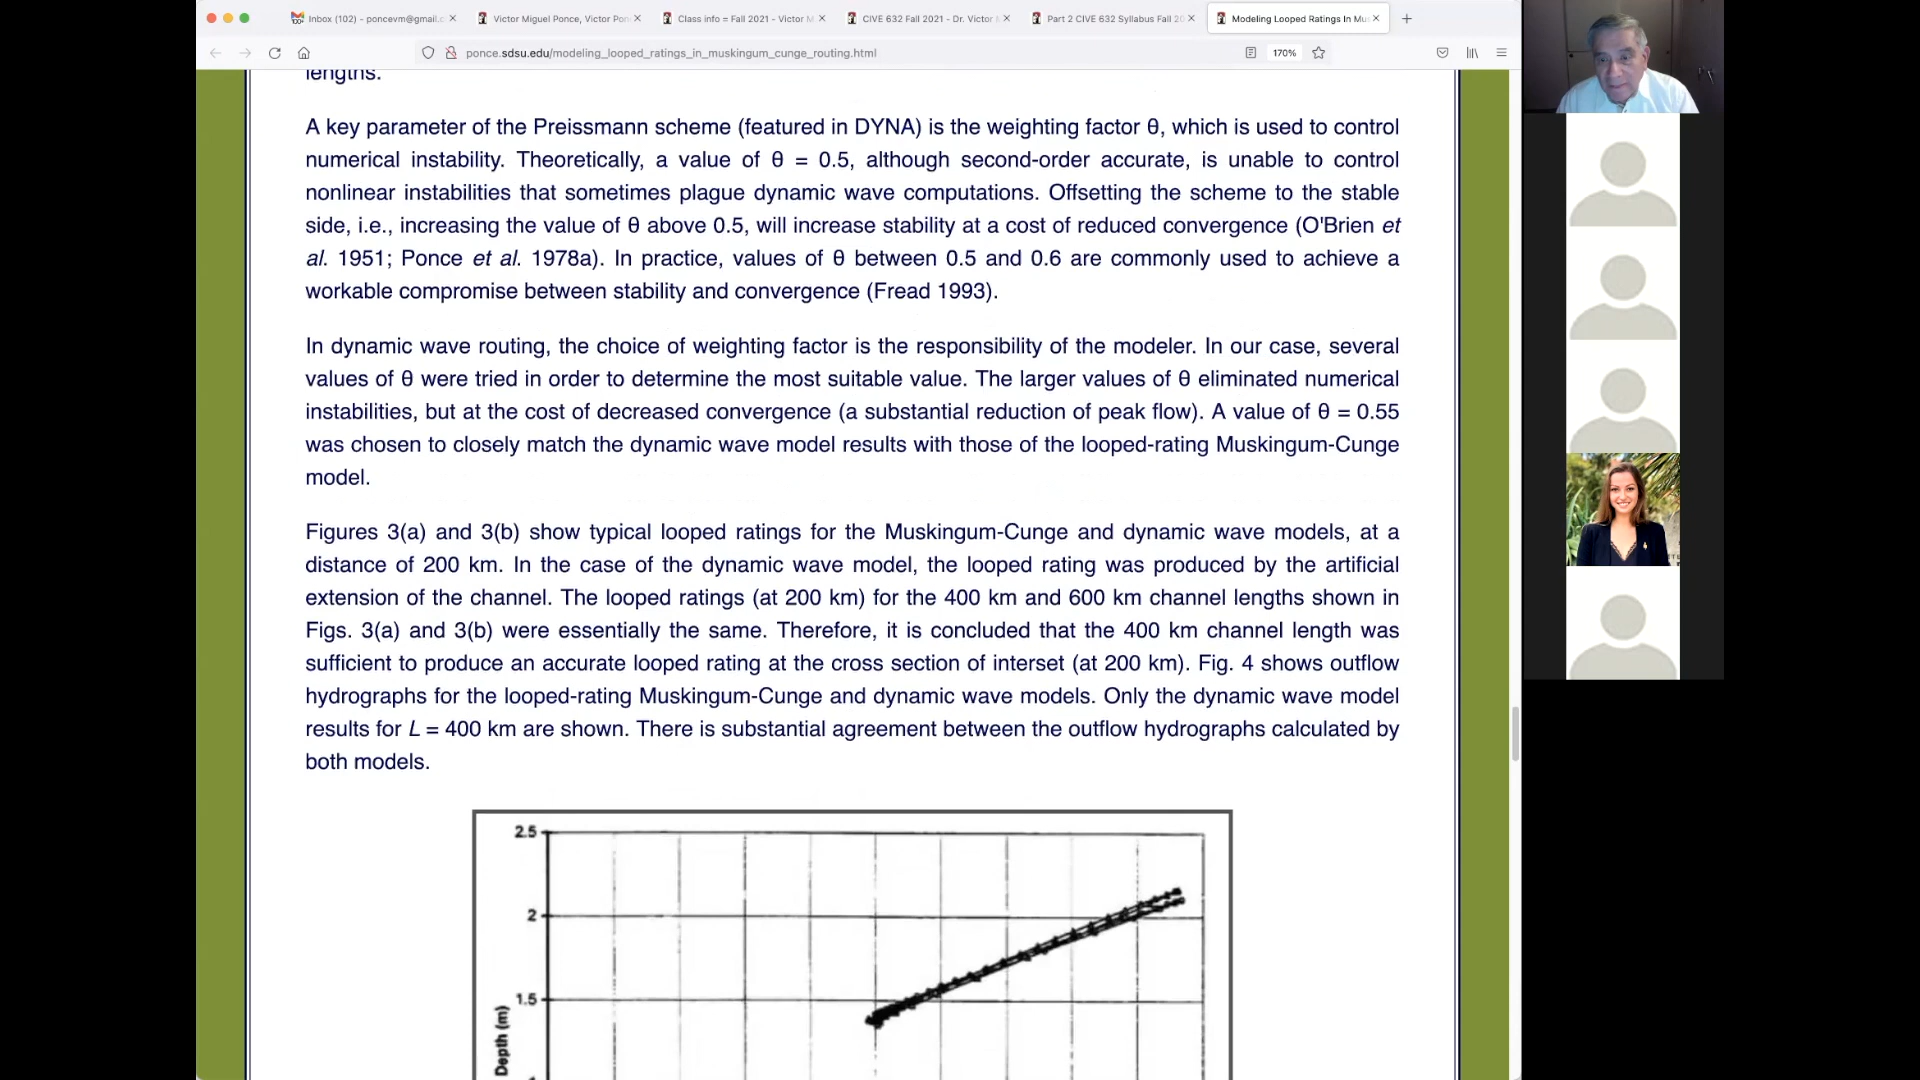 Inbox (102) - poncevm@gmail.c
Victor Miguel Ponce, Victor Pon
Class info = Fall 2021 - Victor M
CIVE 632 Fall 2021 - Dr. Victor
Part 2 CIVE 632 Syllabus Fall 20
Modeling Looped Ratings In Mus
ponce.sdsu.edu/modeling_looped_ratings_in_muskingum_cunge_routing.html
170%
lengths.
A key parameter of the Preissmann scheme (featured in DYNA) is the weighting factor θ, which is used to control
numerical instability. Theoretically, a value of θ = 0.5, although second-order accurate, is unable to control
nonlinear instabilities that sometimes plague dynamic wave computations. Offsetting the scheme to the stable
side, i.e., increasing the value of θ above 0.5, will increase stability at a cost of reduced convergence (O'Brien et
al. 1951; Ponce et al. 1978a). In practice, values of θ between 0.5 and 0.6 are commonly used to achieve a
workable compromise between stability and convergence (Fread 1993).
In dynamic wave routing, the choice of weighting factor is the responsibility of the modeler. In our case, several
values of θ were tried in order to determine the most suitable value. The larger values of θ eliminated numerical
instabilities, but at the cost of decreased convergence (a substantial reduction of peak flow). A value of θ = 0.55
was chosen to closely match the dynamic wave model results with those of the looped-rating Muskingum-Cunge
model.
Figures 3(a) and 3(b) show typical looped ratings for the Muskingum-Cunge and dynamic wave models, at a
distance of 200 km. In the case of the dynamic wave model, the looped rating was produced by the artificial
extension of the channel. The looped ratings (at 200 km) for the 400 km and 600 km channel lengths shown in
Figs. 3(a) and 3(b) were essentially the same. Therefore, it is concluded that the 400 km channel length was
sufficient to produce an accurate looped rating at the cross section of interset (at 200 km). Fig. 4 shows outflow
hydrographs for the looped-rating Muskingum-Cunge and dynamic wave models. Only the dynamic wave model
results for L = 400 km are shown. There is substantial agreement between the outflow hydrographs calculated by
both models.
2.5
2
1.5
Depth (m)